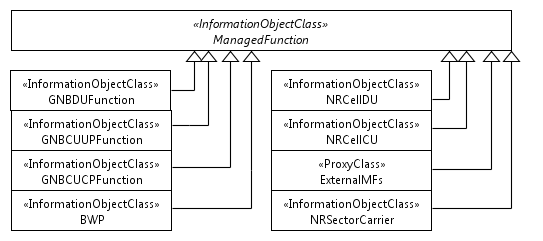 «InformationObjectClass»
ManagedFunction
«InformationObjectClass»
GNBDUFunction
«InformationObjectClass»
GNBCUUPFunction
«InformationObjectClass»
GNBCUCPFunction
«InformationObjectClass»
BWP
«InformationObjectClass»
NRCellDU
«InformationObjectClass»
NRCellCU
«ProxyClass»
ExternalMFs
«InformationObjectClass»
NRSectorCarrier